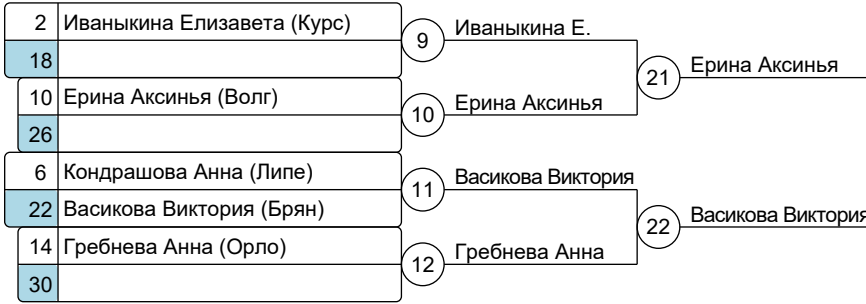 2 Иваныкина Елизавета (Курс)
18
9 Иваныкина Е.
10 Ерина Аксинья (Волг)
26
10 Ерина Аксинья
21 Ерина Аксинья
6 Кондрашова Анна (Липе)
22 Васикова Виктория (Брян)
11 Васикова Виктория
14 Гребнева Анна (Орло)
30
12 Гребнева Анна
22 Васикова Виктория